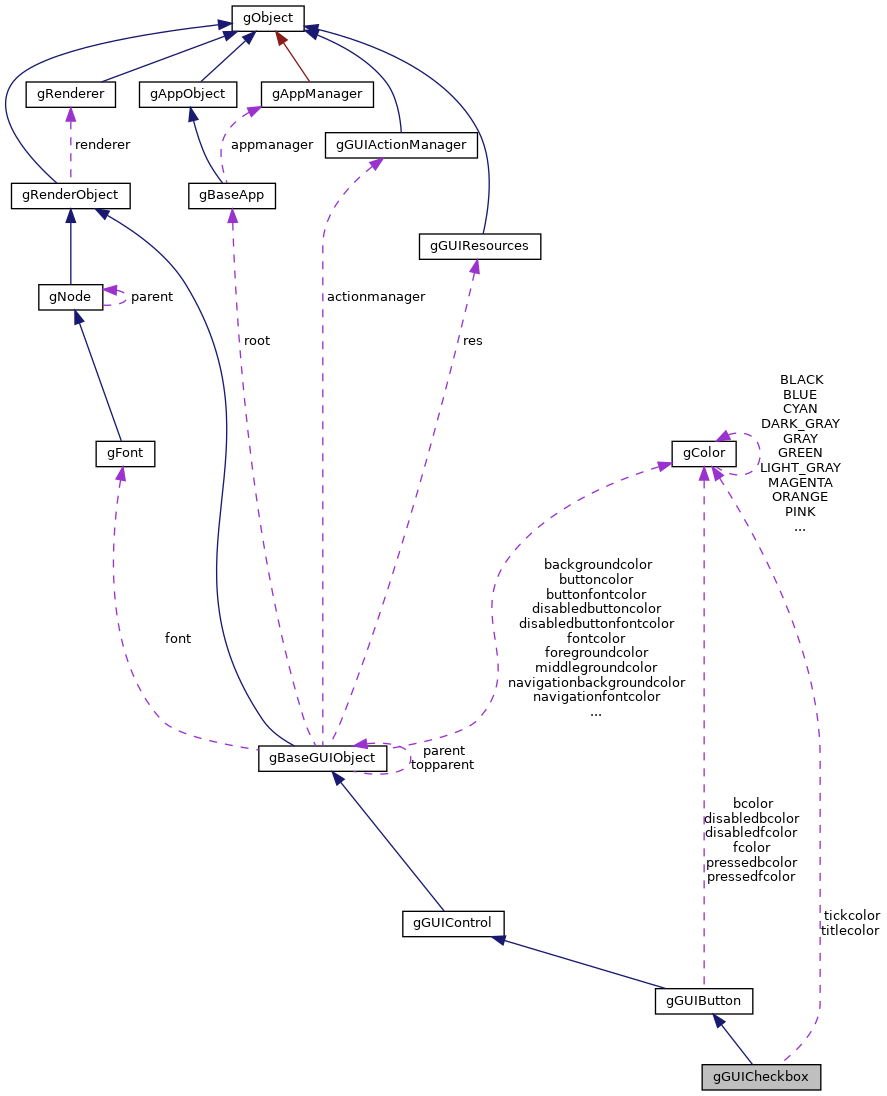 gObject
gRenderer
gAppObject
gAppManager
renderer
appmanager
gGUIActionManager
gRenderObject
gBaseApp
gGUIResources
gNode
parent
actionmanager
root
res
BLACK
BLUE
CYAN
DARK_GRAY
GRAY
GREEN
LIGHT_GRAY
MAGENTA
ORANGE
PINK
...
gFont
gColor
backgroundcolor
buttoncolor
buttonfontcolor
disabledbuttoncolor
disabledbuttonfontcolor
fontcolor
foregroundcolor
middlegroundcolor
navigationbackgroundcolor
navigationfontcolor
...
font
gBaseGUIObject
parent
topparent
bcolor
disabledbcolor
disabledfcolor
fcolor
pressedbcolor
pressedfcolor
gGUIControl
tickcolor
titlecolor
gGUIButton
gGUICheckbox